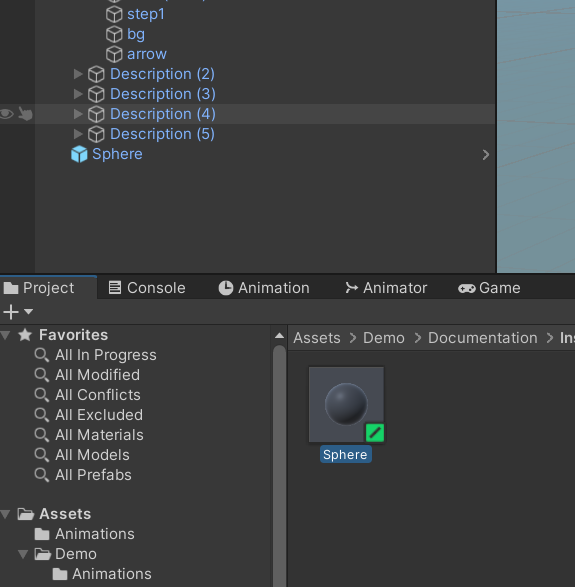 step1
bg
arrow
Description (2)
Description (3)
Description (4)
Description (5)
Sphere
Project Console Animation Animator Game
Favorites
All In Progress
All Modified
All Conflicts
All Excluded
All Materials
All Models
All Prefabs
Assets
Animations
Demo
Animations
Assets > Demo > Documentation > Ins
Sphere